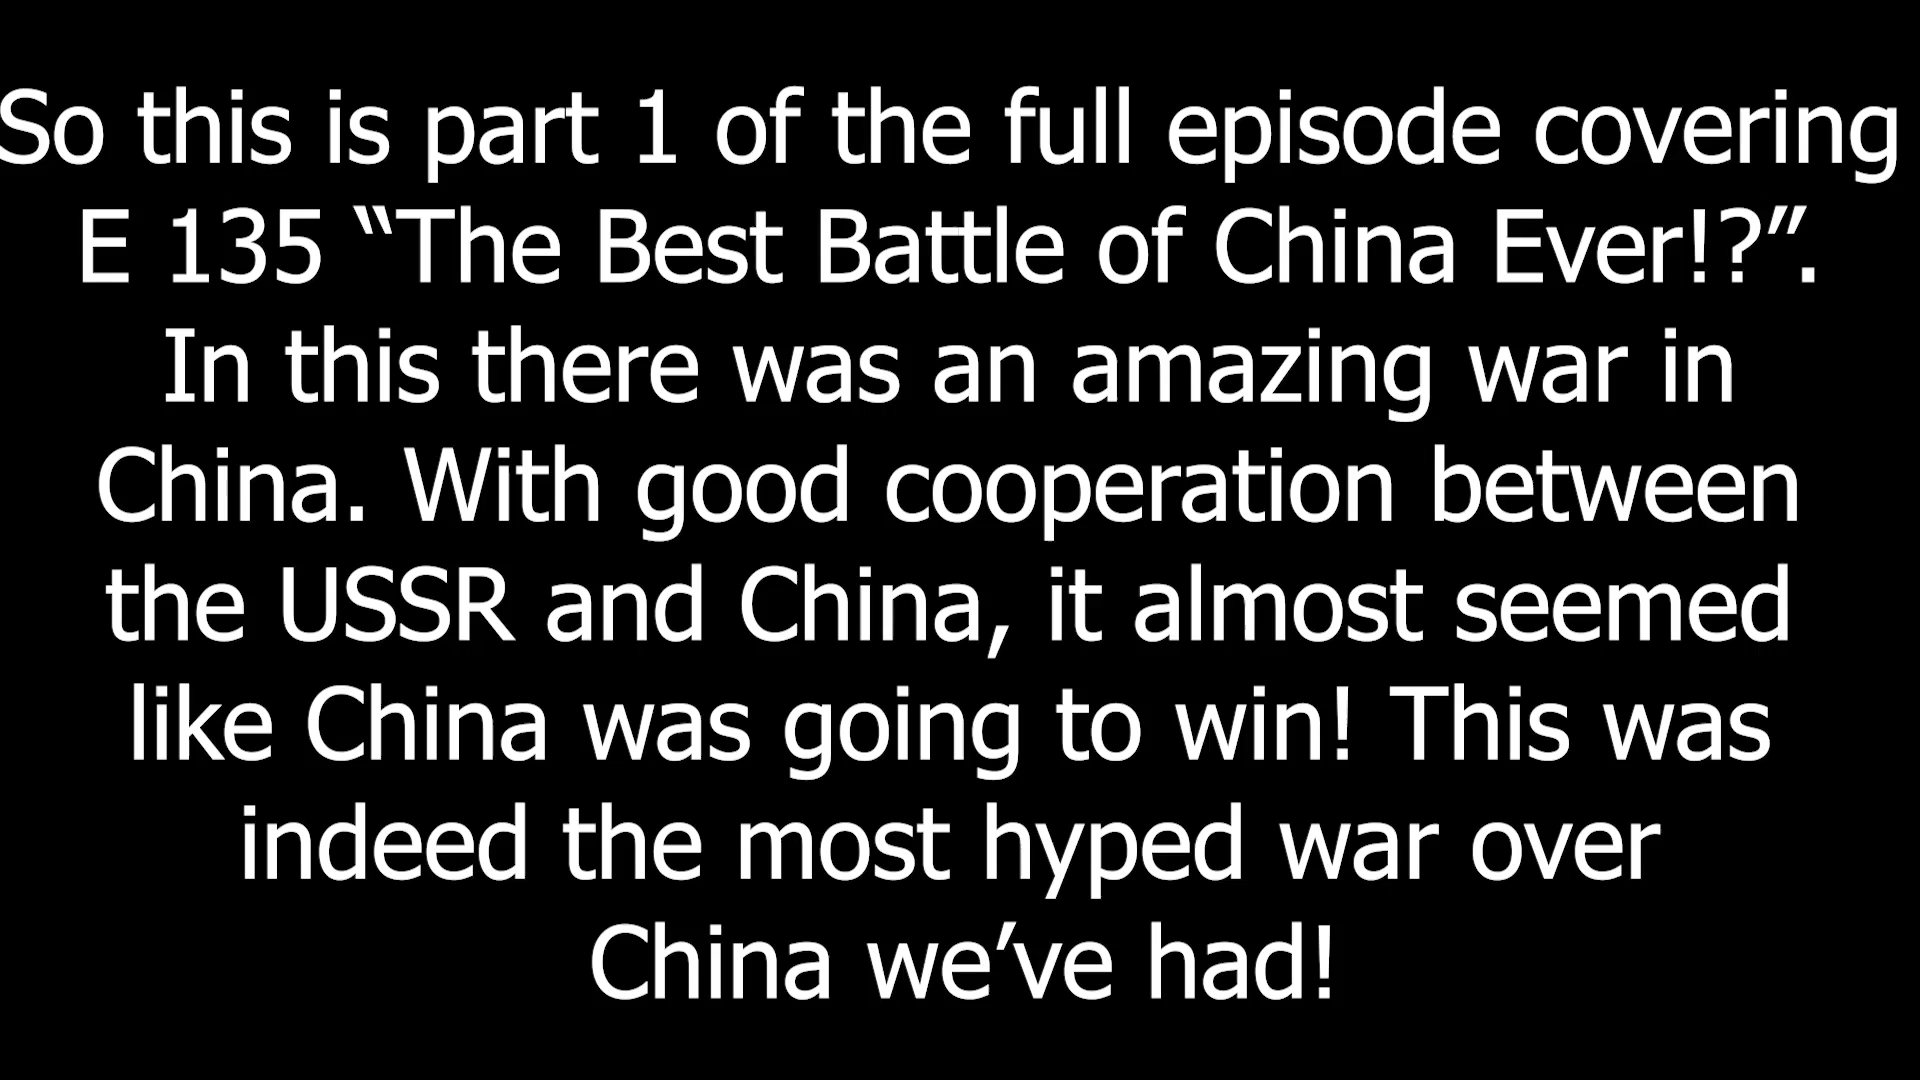 So this is part 1 of the full episode covering
E 135 “The Best Battle of China Ever!?”.
In this there was an amazing war in
China. With good cooperation between
the USSR and China, it almost seemed
like China was going to win! This was
indeed the most hyped war over
China we’ve had!